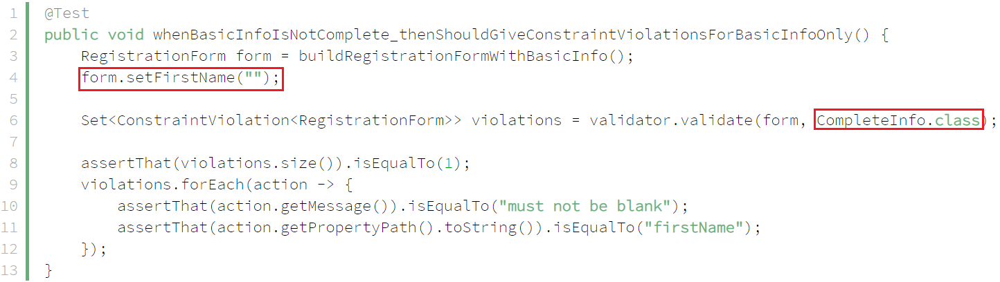 1 @Test
2 public void whenBasicInfoIsNotComplete_thenShouldGiveConstraintViolationsForBasicInfoOnly() {
3     RegistrationForm form = buildRegistrationFormWithBasicInfo();
4     form.setFirstName("");
5
6     Set<ConstraintViolation<RegistrationForm>> violations = validator.validate(form, CompleteInfo.class);
7
8     assertThat(violations.size()).isEqualTo(1);
9     violations.forEach(action -> {
10         assertThat(action.getMessage()).isEqualTo("must not be blank");
11         assertThat(action.getPropertyPath().toString()).isEqualTo("firstName");
12     });
13 }